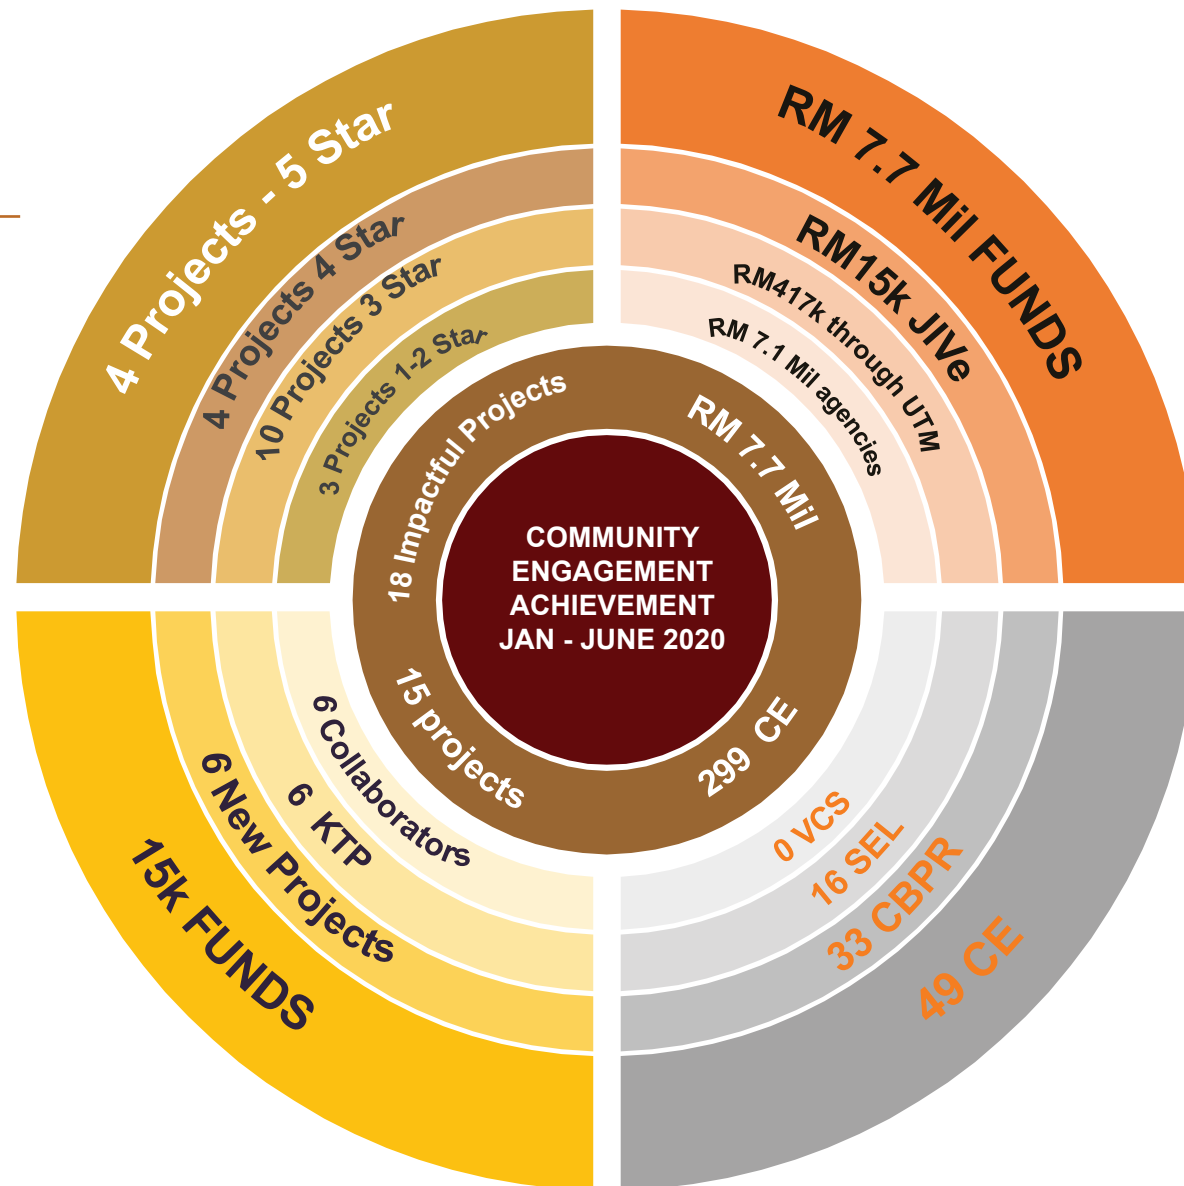 4 Projects - 5 Star
4 Projects 4 Star
10 Projects 3 Star
3 Projects 1-2 Star
RM 7.7 Mil FUNDS
RM15k JIVe
RM417k through UTM
RM 7.1 Mil agencies
18 Impactful Projects
RM 7.7 Mil
COMMUNITY
ENGAGEMENT
ACHIEVEMENT
JAN - JUNE 2020
15 projects
299 CE
6 Collaborators
6 KTP
6 New Projects
15k FUNDS
0 VCS
16 SEL
33 CBPR
49 CE